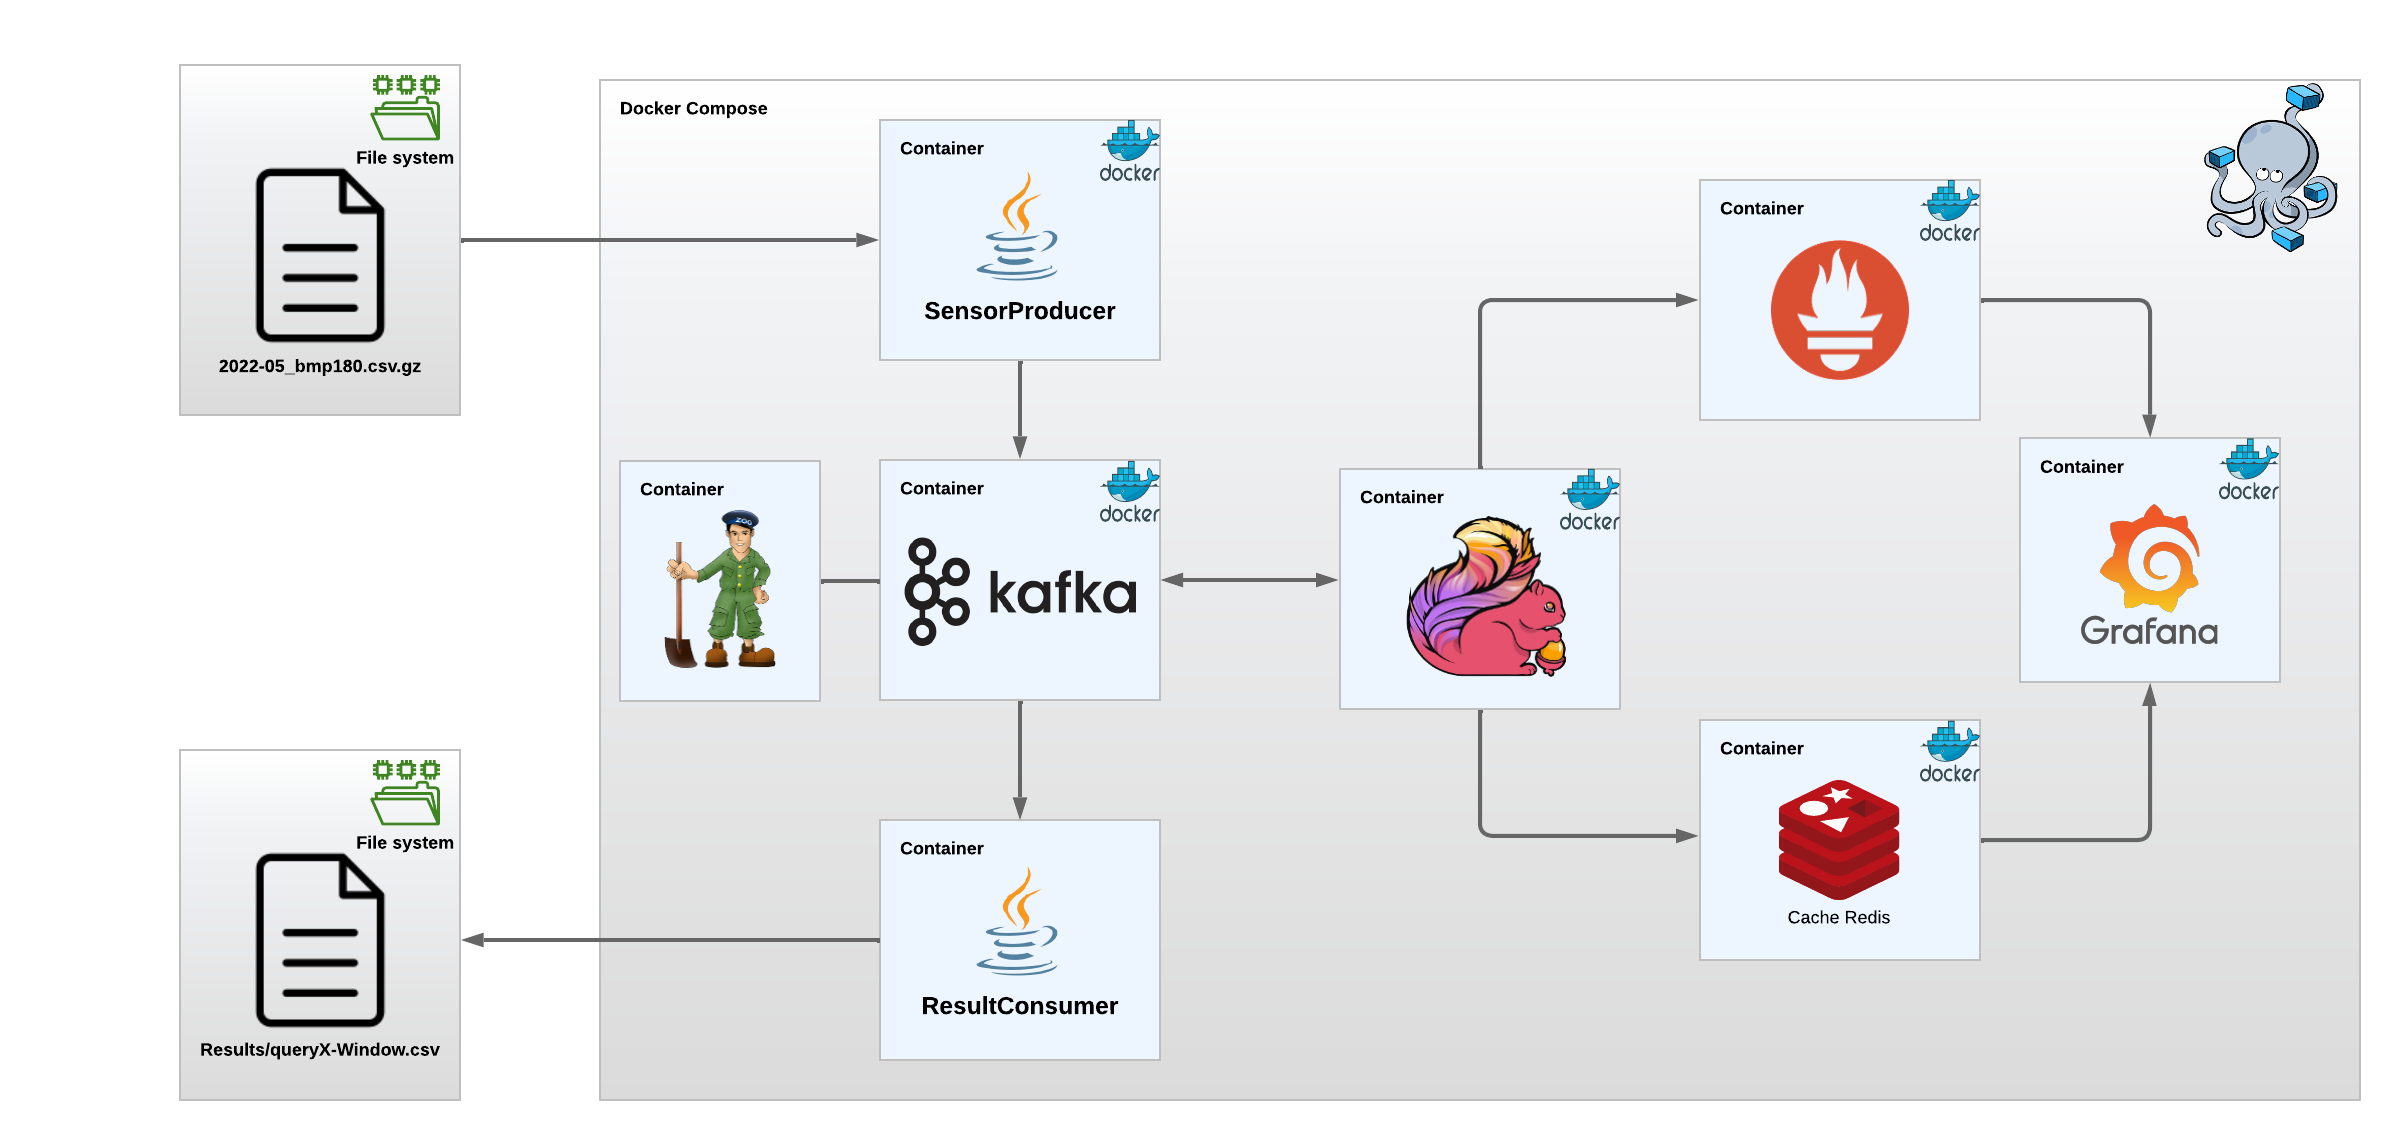 File system
2022-05_bmp180.csv.gz
Docker Compose
Container
docker
SensorProducer
Container
docker
Container
ZOO
Container
docker
kafka
Container
docker
Container
docker
Grafana
File system
Results/queryX-Window.csv
Container
ResultConsumer
Container
docker
Cache Redis